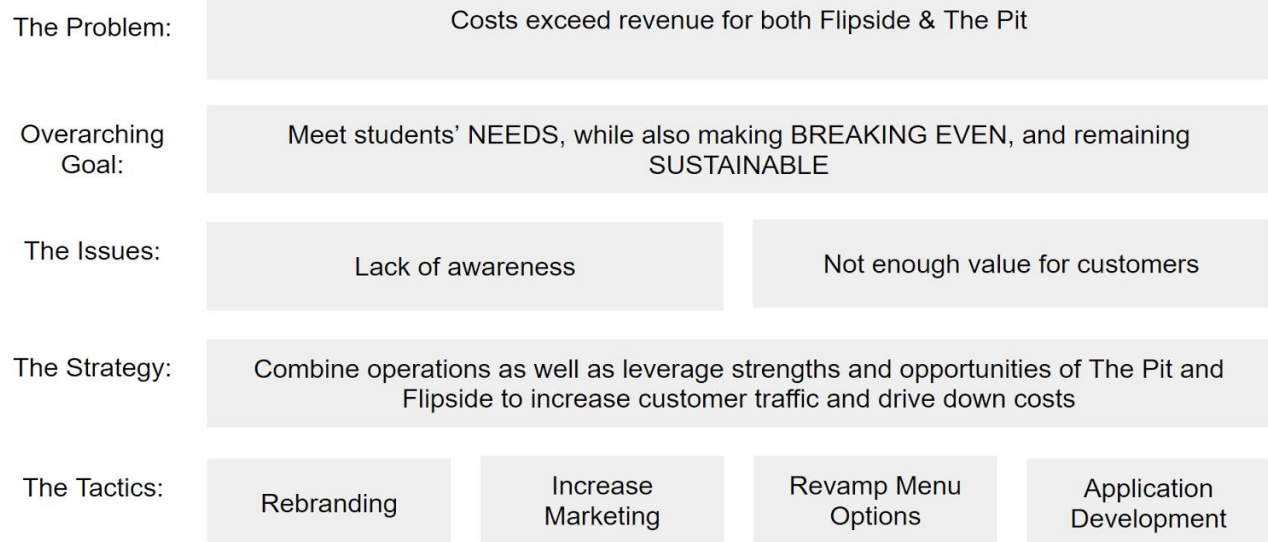 The Problem:
Costs exceed revenue for both Flipside & The Pit
Overarching
Goal:
Meet students’ NEEDS, while also making BREAKING EVEN, and remaining
SUSTAINABLE
The Issues:
Lack of awareness
Not enough value for customers
The Strategy:
Combine operations as well as leverage strengths and opportunities of The Pit and
Flipside to increase customer traffic and drive down costs
The Tactics:
Rebranding
Increase
Marketing
Revamp Menu
Options
Application
Development